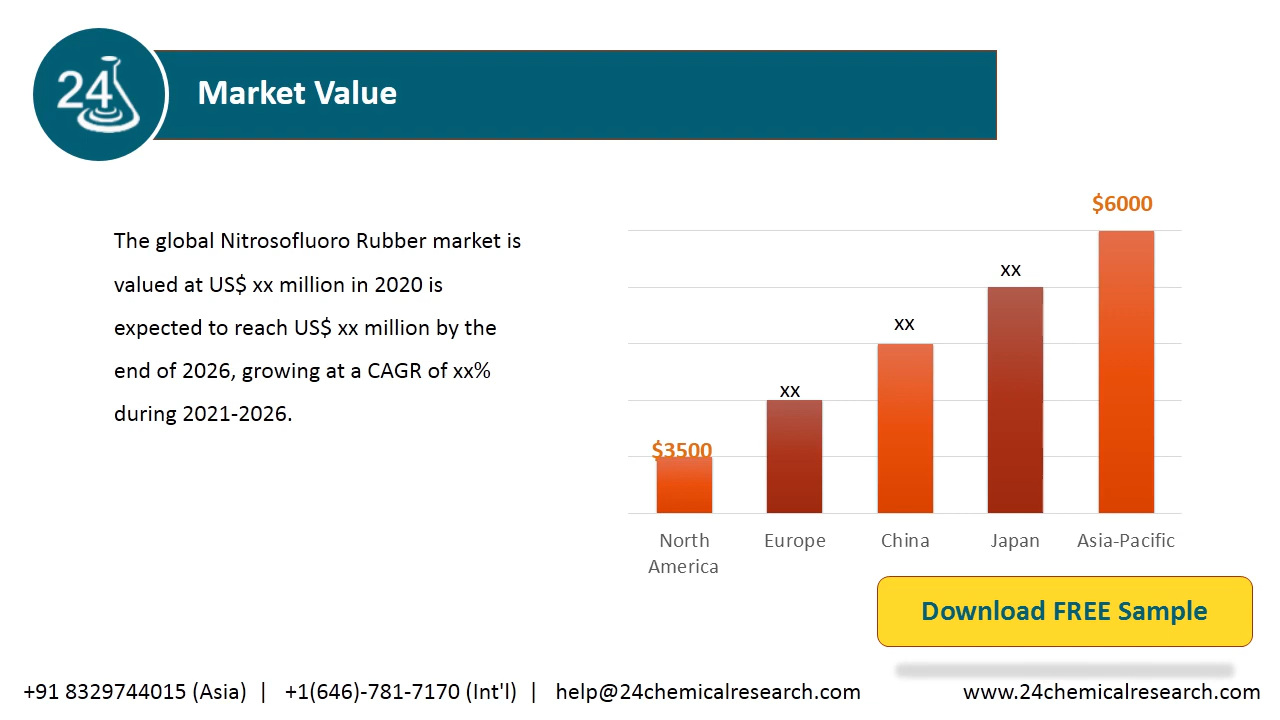 24
Market Value
The global Nitrosofluoro Rubber market is
valued at US$ xx million in 2020 is
expected to reach US$ xx million by the
end of 2026, growing at a CAGR of xx%
during 2021-2026.
$6000
xx
xx
xx
$3500
North
America
Europe
China
Japan
Asia-Pacific
Download FREE Sample
+91 8329744015 (Asia) | +1(646)-781-7170 (Int'l) | help@24chemicalresearch.com
www.24chemicalresearch.com